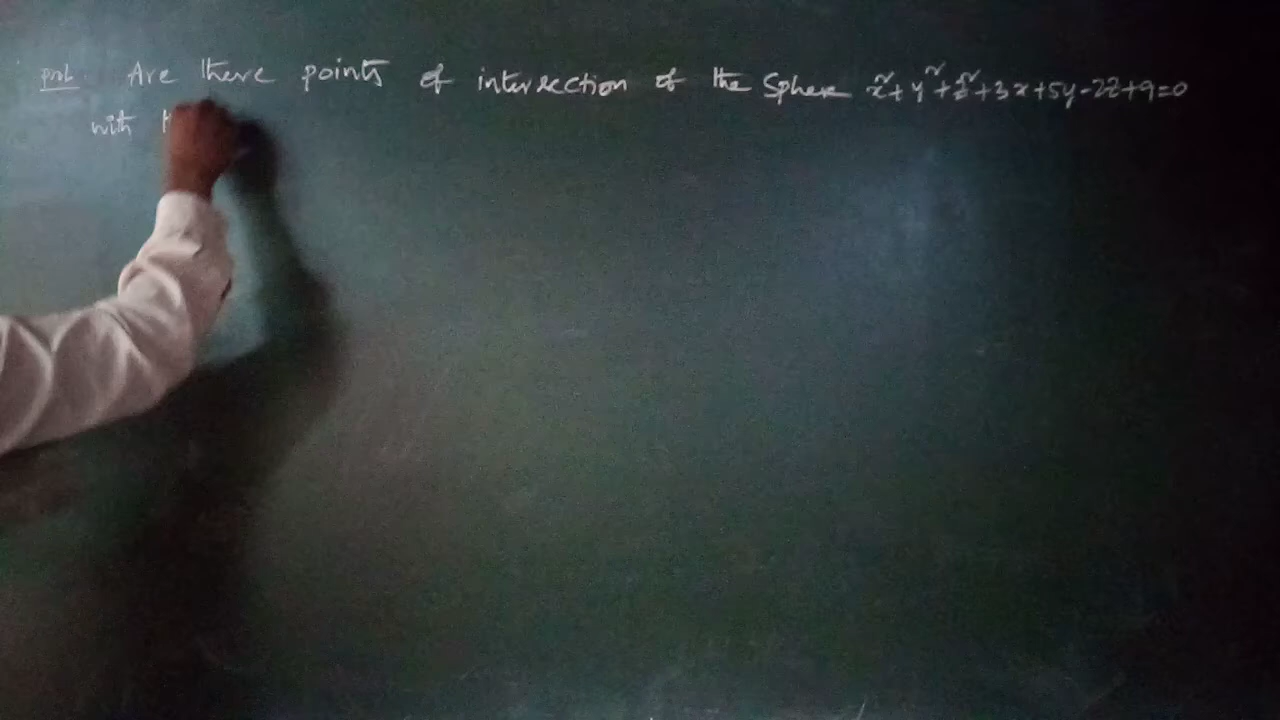 prob. Are there points of intersection of the Sphere x²+y²+z²+3x+5y-2z+9=0
with